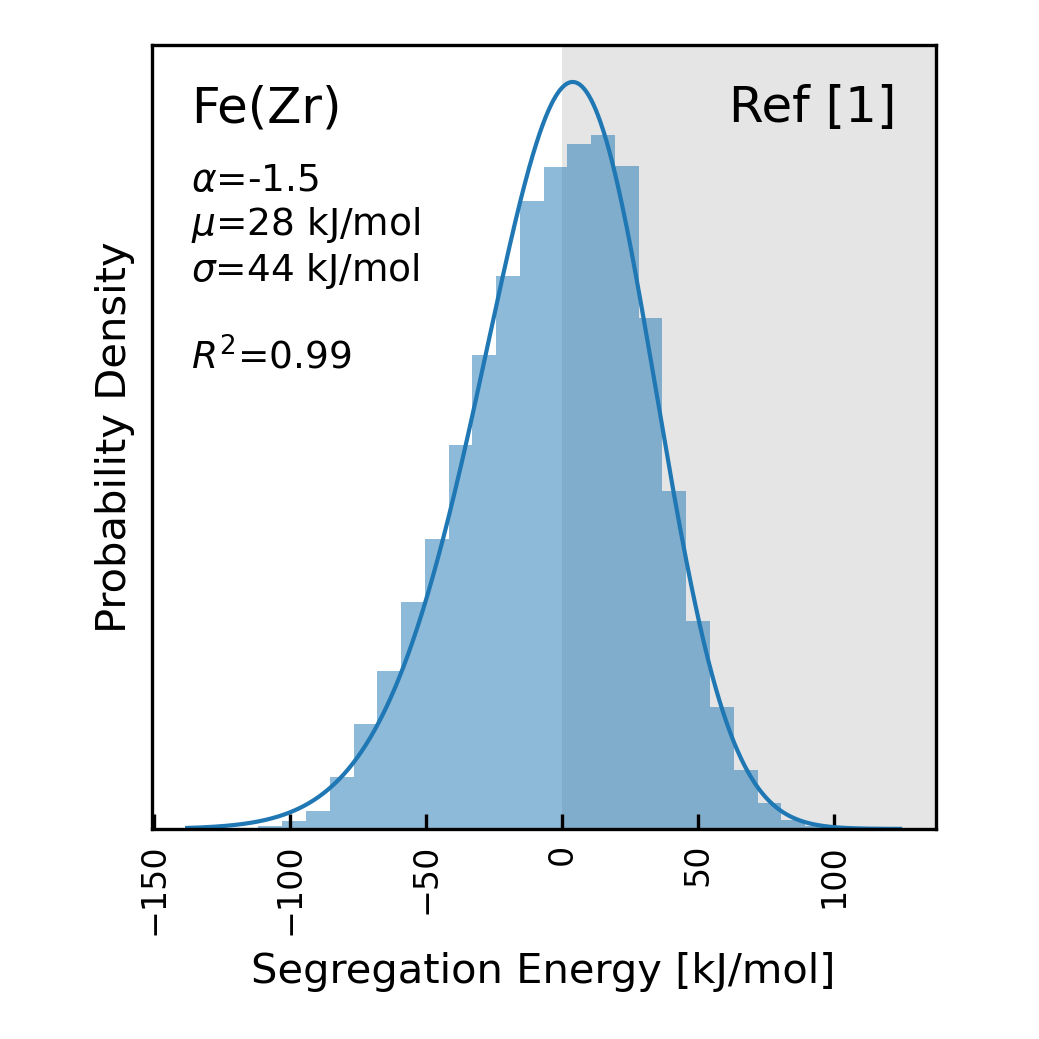 Fe(Zr)
Ref [1]
α=-1.5
μ=28 kJ/mol
σ=44 kJ/mol
R²=0.99
Probability Density
−150
−100
−50
0
50
100
Segregation Energy [kJ/mol]